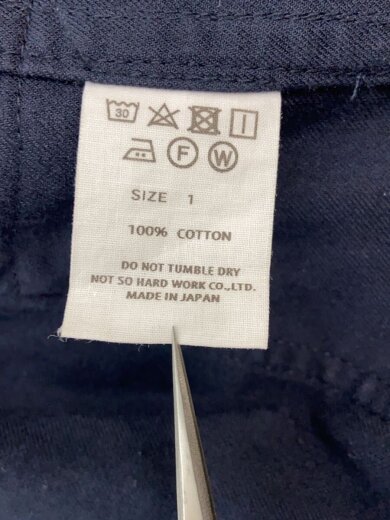 30
F W
SIZE 1
100% COTTON
DO NOT TUMBLE DRY
NOT SO HARD WORK CO.,LTD.
MADE IN JAPAN